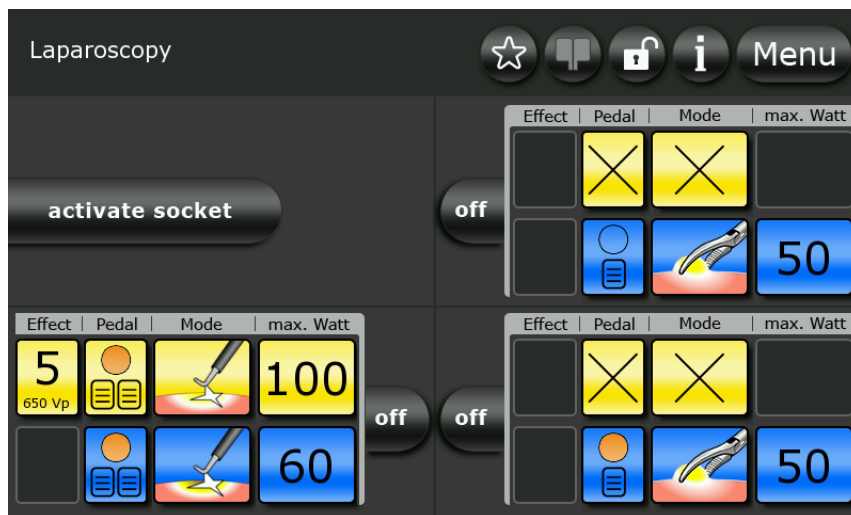 Laparoscopy
i Menu
Effect | Pedal | Mode | max. Watt
activate socket
off
50
Effect | Pedal | Mode | max. Watt
5
650 Vp
100
off
60
Effect | Pedal | Mode | max. Watt
off
50